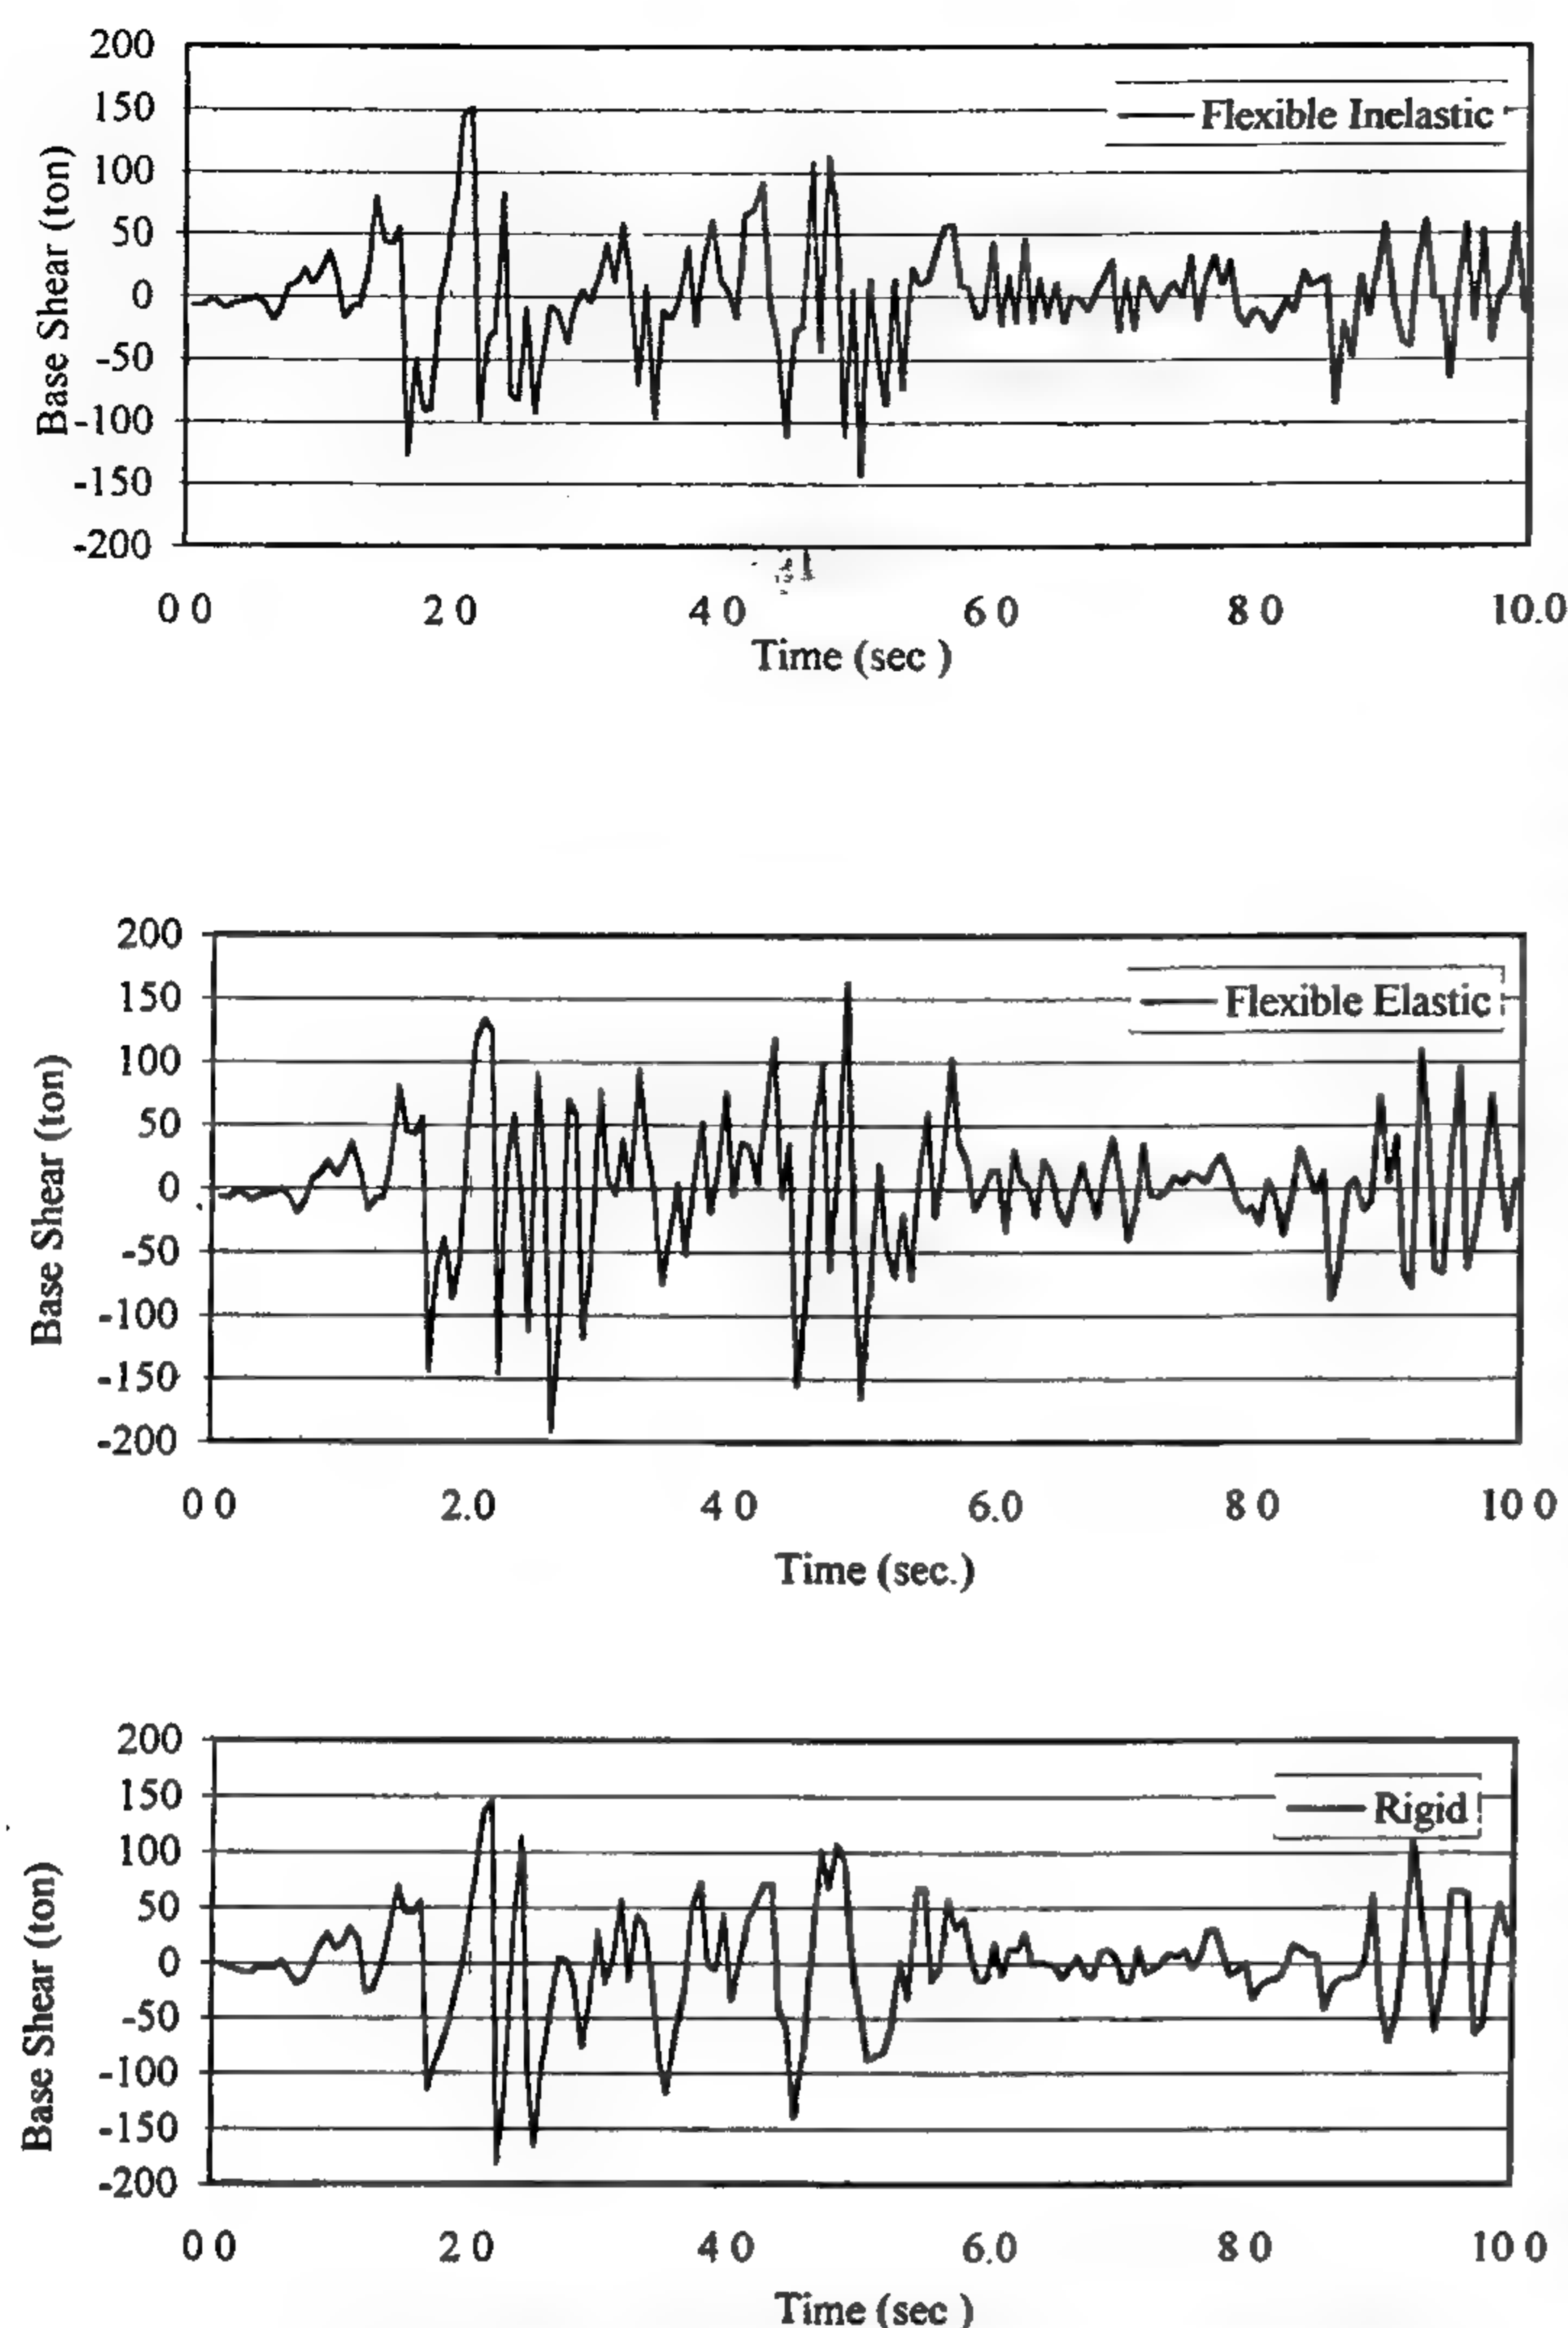 200
150
100
50
0
-50
-100
-150
-200
Base Shear (ton)
Flexible Inelastic
0 0 2 0 4 0 6 0 8 0 10.0
Time (sec )
200
150
100
50
0
-50
-100
-150
-200
Base Shear (ton)
Flexible Elastic
0 0 2.0 4 0 6.0 8 0 10 0
Time (sec.)
200
150
100
50
0
-50
-100
-150
-200
Base Shear (ton)
Rigid
0 0 2 0 4 0 6.0 8 0 10 0
Time (sec )